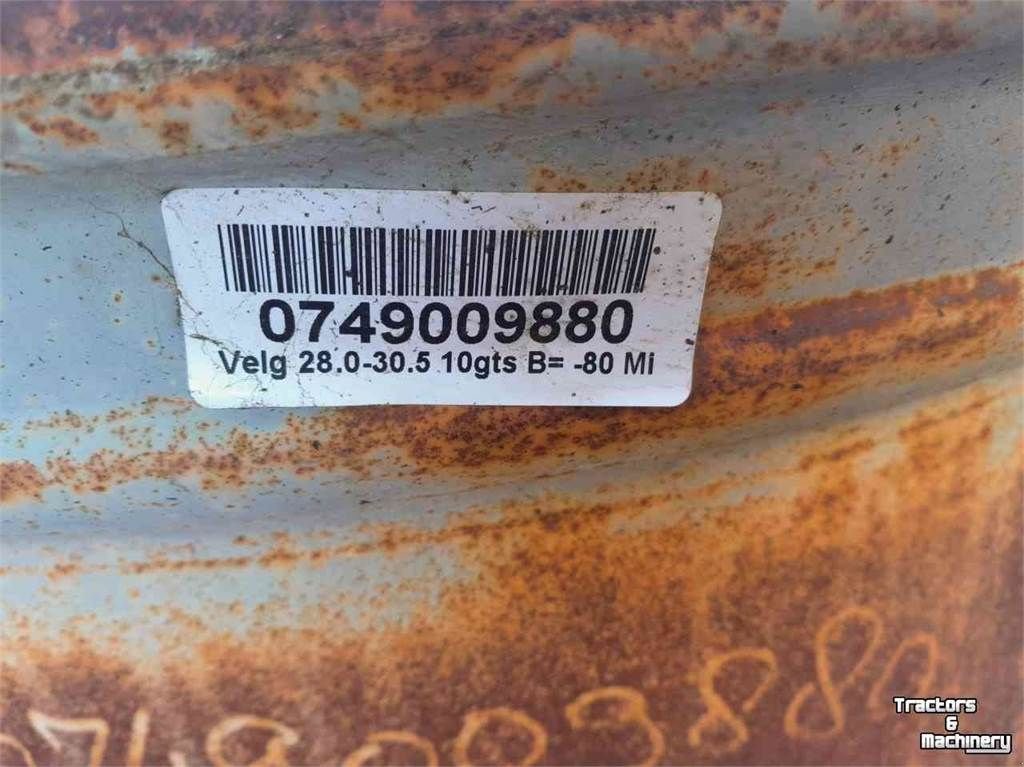 0749009880
Velg 28.0-30.5 10gts B= -80 Mi
Tractors
&
Machinery